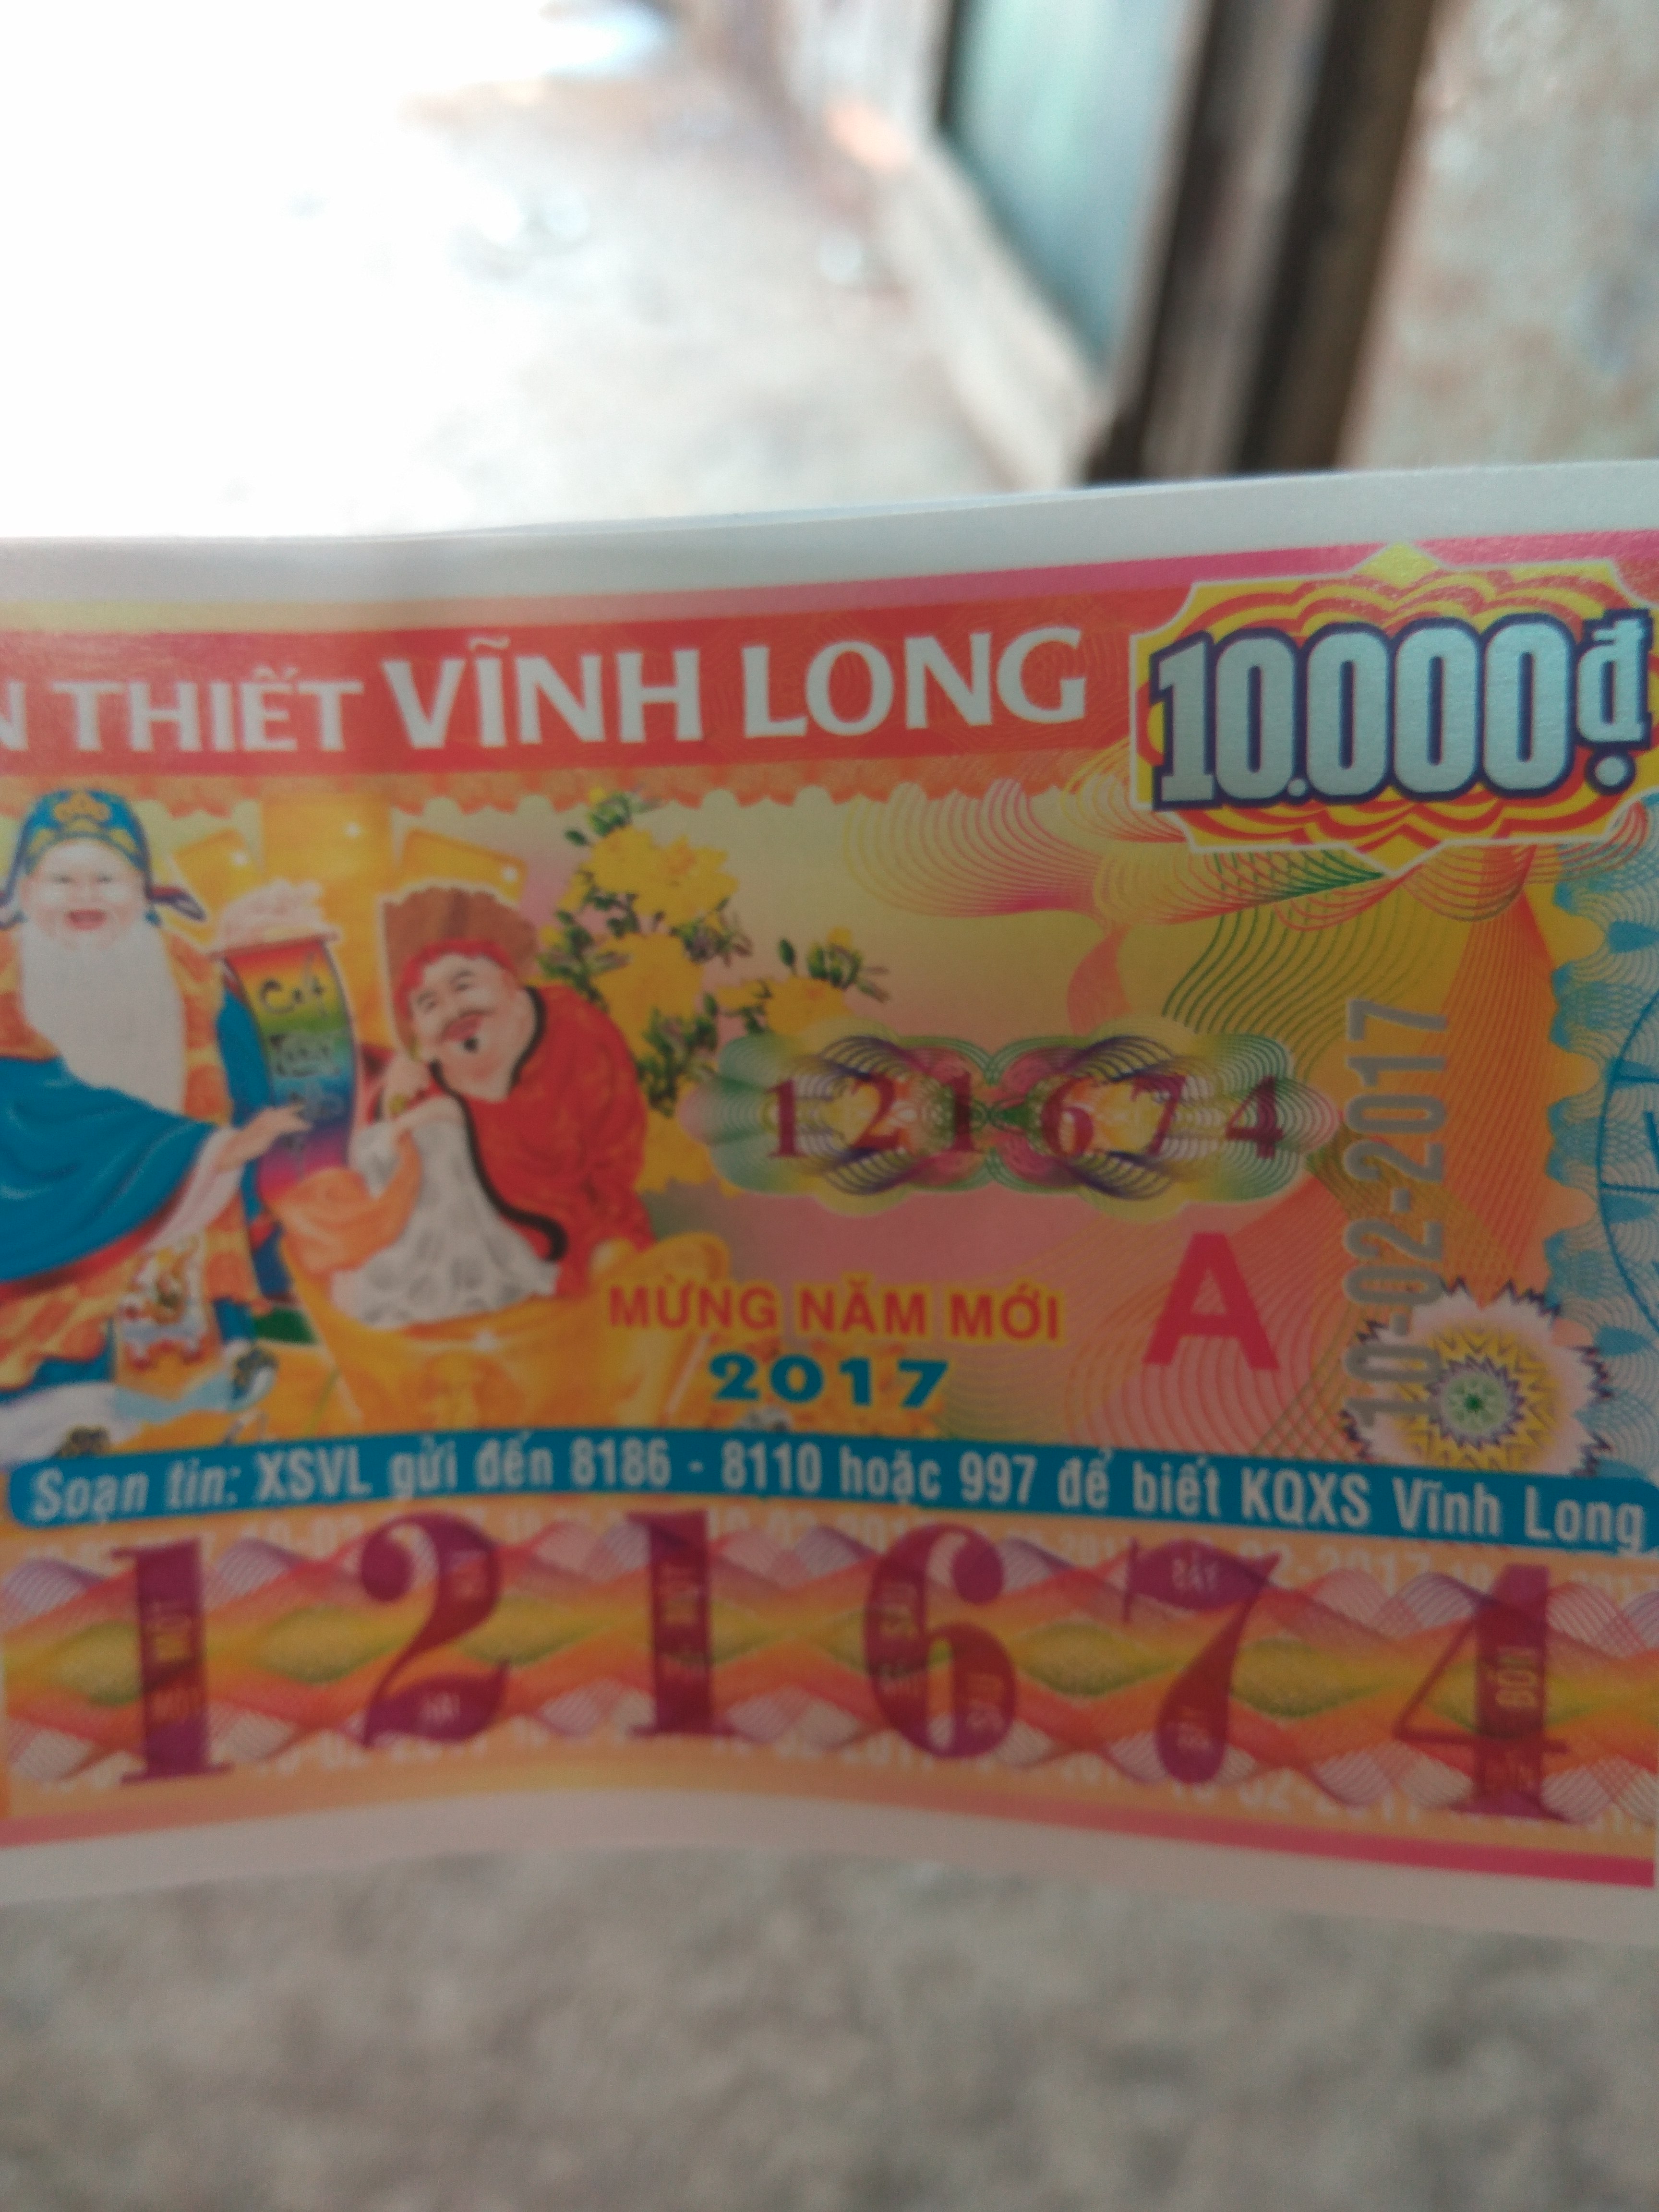 N THIẾT VĨNH LONG
10.000đ
121674
10-02-2017
A
MỪNG NĂM MỚI
2017
Soạn tin: XSVL gửi đến 8186 - 8110 hoặc 997 để biết KQXS Vĩnh Long
121674